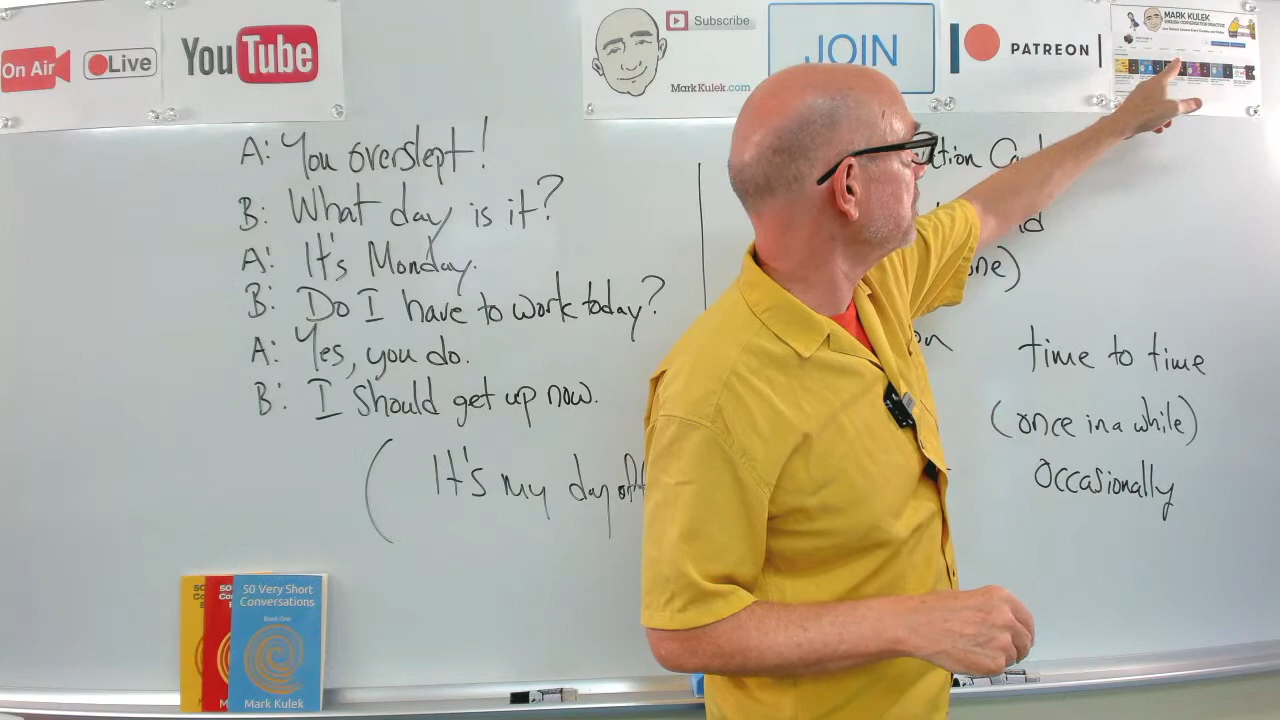 On Air
Live
YouTube
Subscribe
MarkKulek.com
JOIN
PATREON
MARK KULEK
ENGLISH CONVERSATION PRACTICE
A: You overslept!
B: What day is it?
A: It's Monday.
B: Do I have to work today?
A: Yes, you do.
B: I should get up now.
( It's my day off
time to time
(once in a while)
Occasionally
50 Very Short
Conversations
Book One
Mark Kulek